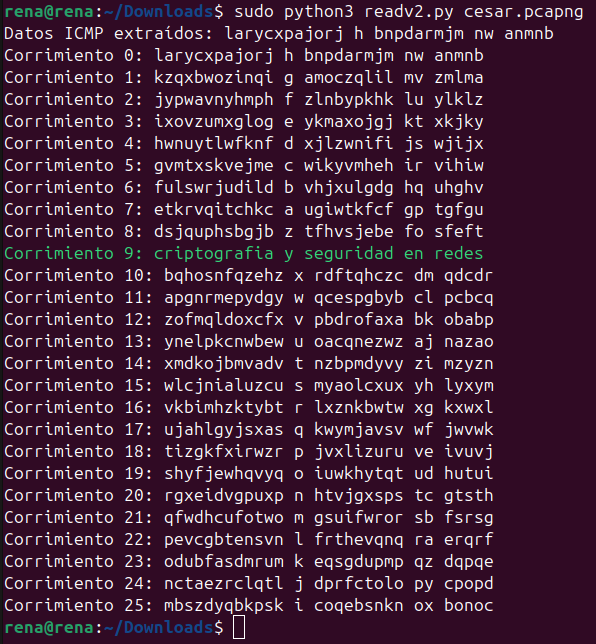 rena@rena:~/Downloads$ sudo python3 readv2.py cesar.pcapng
Datos ICMP extraídos: larycxpajorj h bnpdarmjm nw anmnb
Corrimiento 0: larycxpajorj h bnpdarmjm nw anmnb
Corrimiento 1: kzqxbwozinqi g amoczqlil mv zmlma
Corrimiento 2: jypwavnyhmph f zlnbypkhk lu ylklz
Corrimiento 3: ixovzumxglog e ykmaxojgj kt xkjky
Corrimiento 4: hwnuytlwfknf d xjlzwnifi js wjijx
Corrimiento 5: gvmtxskvejme c wikyvmheh ir vihiw
Corrimiento 6: fulswrjudild b vhjxulgdg hq uhghv
Corrimiento 7: etkrvqitchkc a ugiwtkfcf gp tgfgu
Corrimiento 8: dsjquphsbgjb z tfhvsjebe fo sfeft
Corrimiento 9: criptografia y seguridad en redes
Corrimiento 10: bqhosnfqzehz x rdftqhczc dm qdcdr
Corrimiento 11: apgnrmepydgy w qcespgbyb cl pcbcq
Corrimiento 12: zofmqldoxcfx v pbdrofaxa bk obabp
Corrimiento 13: ynelpkcnwbew u oacqnezwz aj nazao
Corrimiento 14: xmdkojbmvadv t nzbpmdyvy zi mzyzn
Corrimiento 15: wlcjnialuzcu s myaolcxux yh lyxym
Corrimiento 16: vkbimhzktybt r lxznkbwtw xg kxwxl
Corrimiento 17: ujahlgyjsxas q kwymjavsv wf jwvwk
Corrimiento 18: tizgkfxirwzr p jvxlizuru ve ivuvj
Corrimiento 19: shyfjewhqvyq o iuwkhytqt ud hutui
Corrimiento 20: rgxeidvgpuxp n htvjgxsps tc gtsth
Corrimiento 21: qfwdhcufotwo m gsuifwror sb fsrsg
Corrimiento 22: pevcgbtensvn l frthevqnq ra erqrf
Corrimiento 23: odubfasdmrum k eqsgdupmp qz dqpqe
Corrimiento 24: nctaezrclqtl j dprfctolo py cpopd
Corrimiento 25: mbszdyqbkpsk i coqebsnkn ox bonoc
rena@rena:~/Downloads$